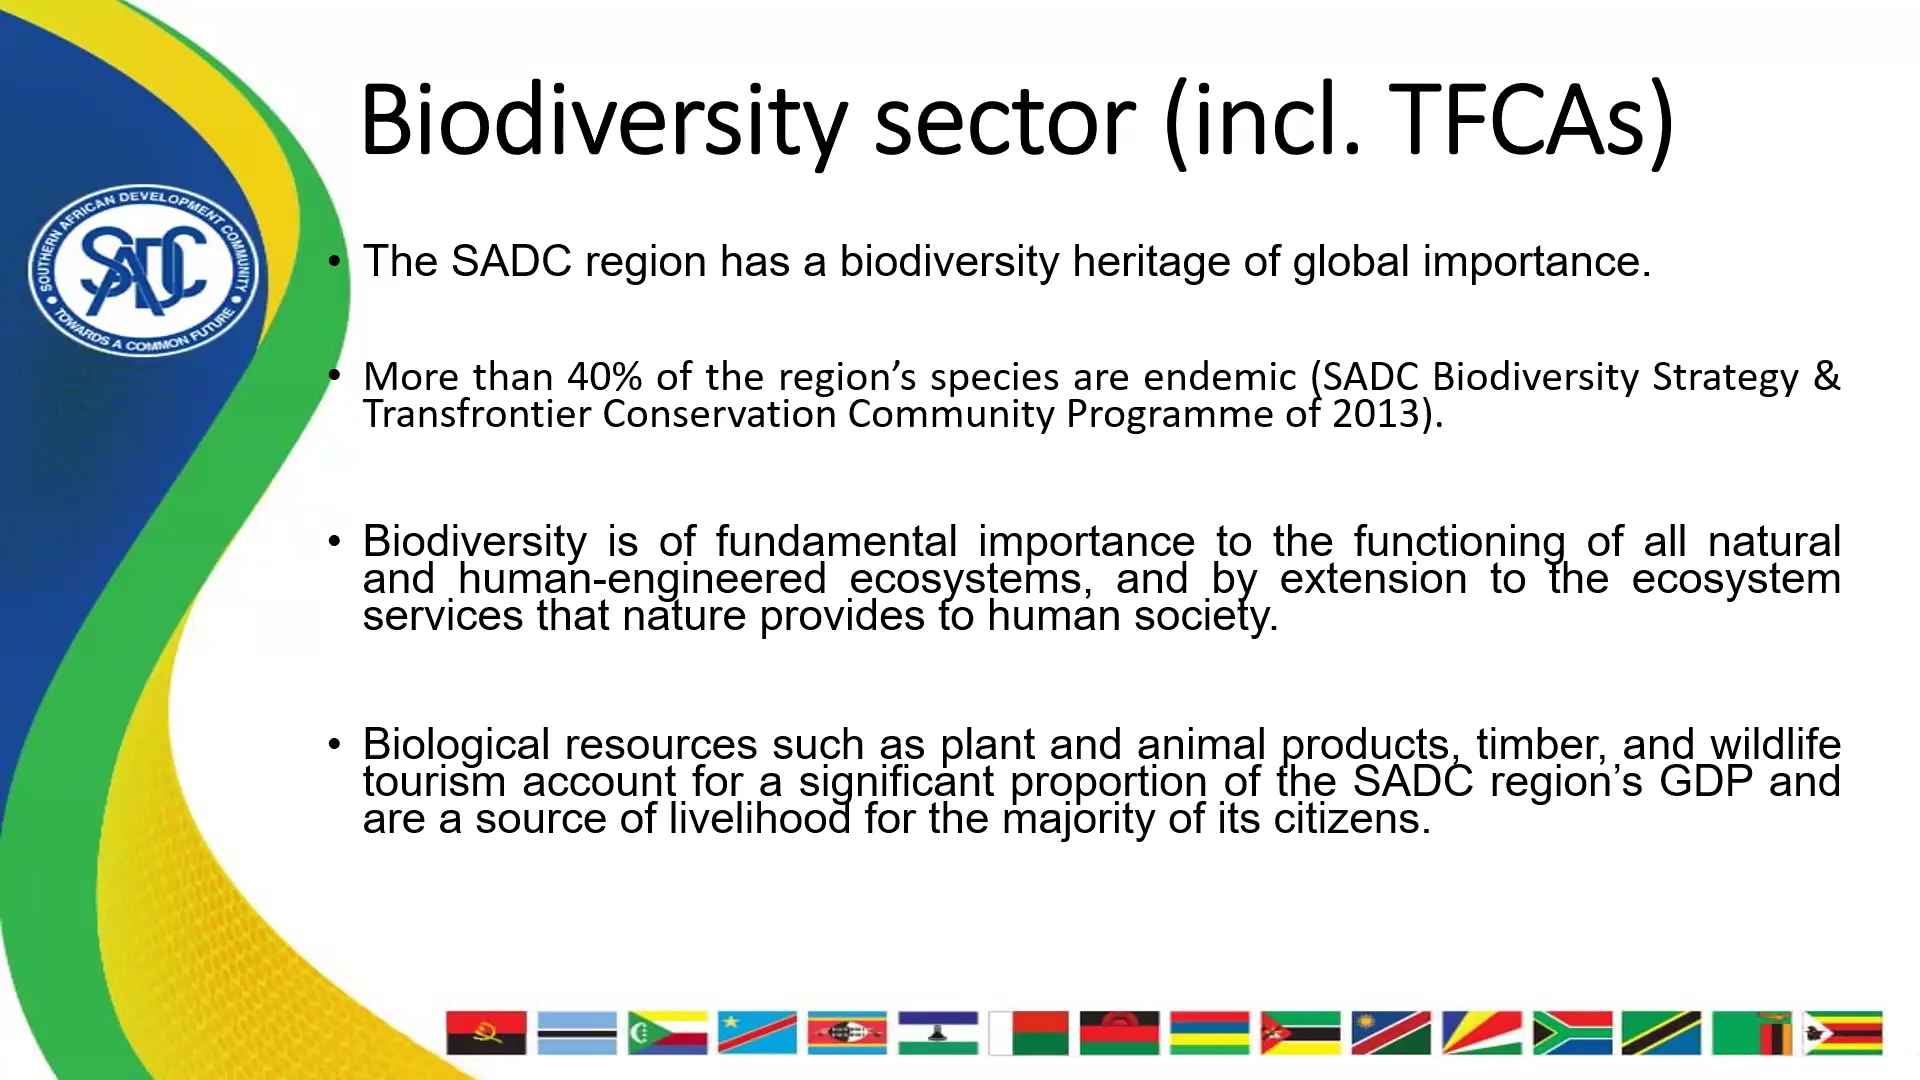 Biodiversity sector (incl. TFCAs)
SOUTHERN AFRICAN DEVELOPMENT COMMUNITY
SADC
TOWARDS A COMMON FUTURE
• The SADC region has a biodiversity heritage of global importance.
• More than 40% of the region’s species are endemic (SADC Biodiversity Strategy &
Transfrontier Conservation Community Programme of 2013).
• Biodiversity is of fundamental importance to the functioning of all natural
and human-engineered ecosystems, and by extension to the ecosystem
services that nature provides to human society.
• Biological resources such as plant and animal products, timber, and wildlife
tourism account for a significant proportion of the SADC region’s GDP and
are a source of livelihood for the majority of its citizens.